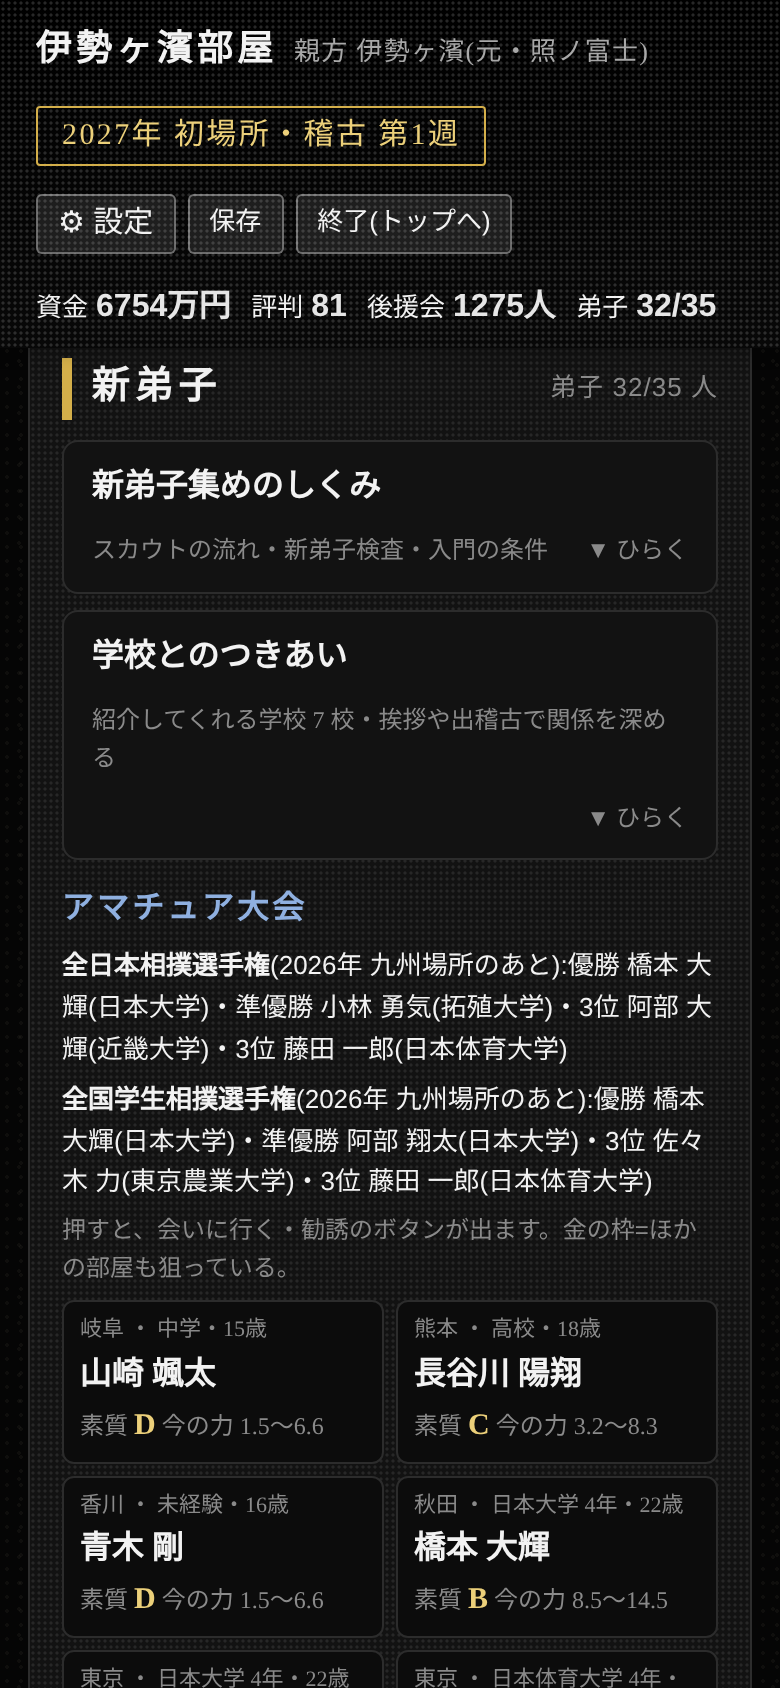 伊勢ヶ濱部屋 親方 伊勢ヶ濱(元・照ノ富士)
2027年 初場所・稽古 第1週
⚙ 設定 保存 終了(トップへ)
資金 6754万円 評判 81 後援会 1275人 弟子 32/35
新弟子 弟子 32/35 人
新弟子集めのしくみ
スカウトの流れ・新弟子検査・入門の条件 ▼ ひらく
学校とのつきあい
紹介してくれる学校 7 校・挨拶や出稽古で関係を深め
る
▼ ひらく
アマチュア大会
全日本相撲選手権(2026年 九州場所のあと):優勝 橋本 大
輝(日本大学)・準優勝 小林 勇気(拓殖大学)・3位 阿部 大
輝(近畿大学)・3位 藤田 一郎(日本体育大学)
全国学生相撲選手権(2026年 九州場所のあと):優勝 橋本
大輝(日本大学)・準優勝 阿部 翔太(日本大学)・3位 佐々
木 力(東京農業大学)・3位 藤田 一郎(日本体育大学)
押すと、会いに行く・勧誘のボタンが出ます。金の枠=ほか
の部屋も狙っている。
岐阜 ・ 中学・15歳
山崎 颯太
素質 D 今の力 1.5〜6.6
熊本 ・ 高校・18歳
長谷川 陽翔
素質 C 今の力 3.2〜8.3
香川 ・ 未経験・16歳
青木 剛
素質 D 今の力 1.5〜6.6
秋田 ・ 日本大学 4年・22歳
橋本 大輝
素質 B 今の力 8.5〜14.5
東京 ・ 日本大学 4年・22歳
東京 ・ 日本体育大学 4年・